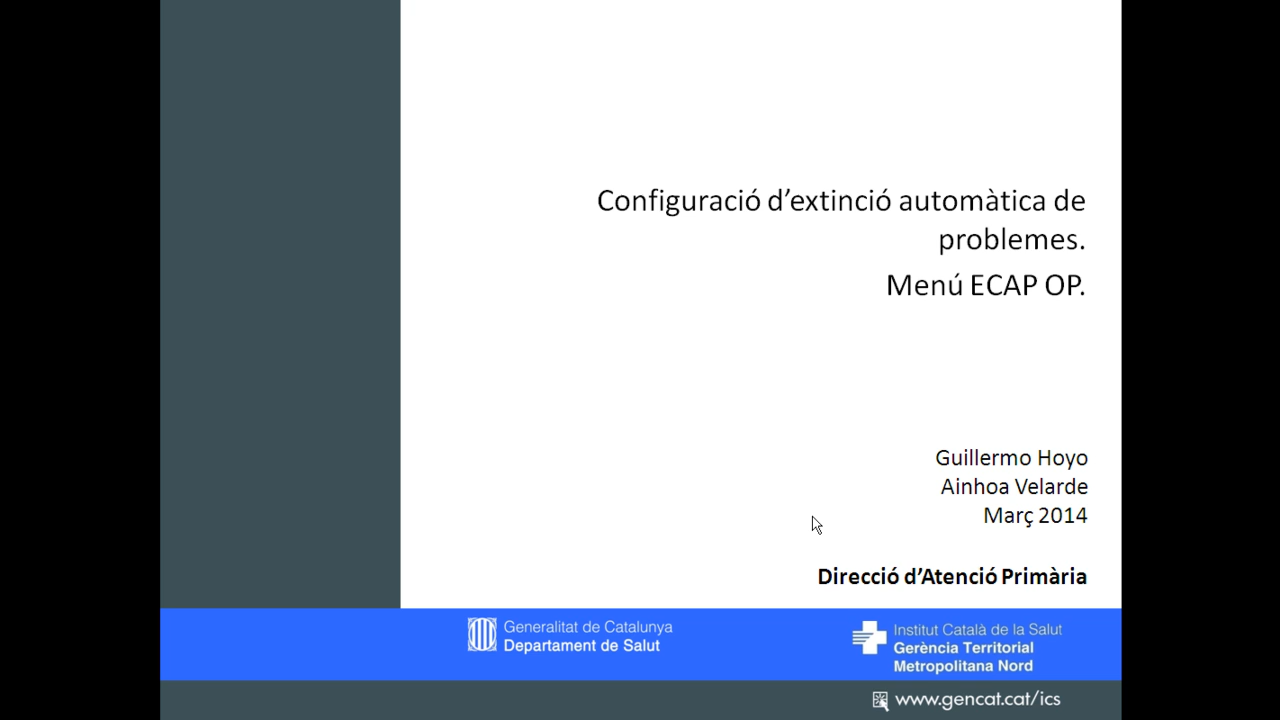 Configuració d’extinció automàtica de
problemes.
Menú ECAP OP.
Guillermo Hoyo
Ainhoa Velarde
Març 2014
Direcció d’Atenció Primària
Generalitat de Catalunya
Departament de Salut
Institut Català de la Salut
Gerència Territorial
Metropolitana Nord
www.gencat.cat/ics